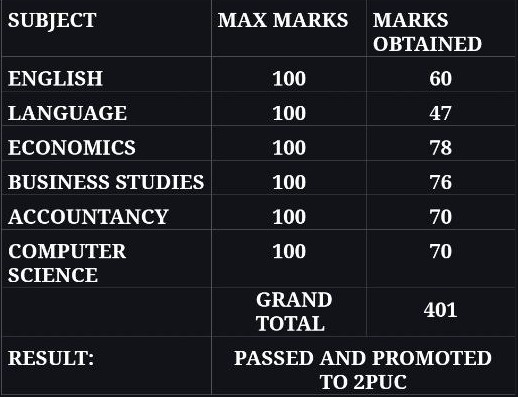 SUBJECT MAX MARKS MARKS
OBTAINED
ENGLISH 100 60
LANGUAGE 100 47
ECONOMICS 100 78
BUSINESS STUDIES 100 76
ACCOUNTANCY 100 70
COMPUTER 100 70
SCIENCE
GRAND
TOTAL 401
RESULT: PASSED AND PROMOTED
TO 2PUC